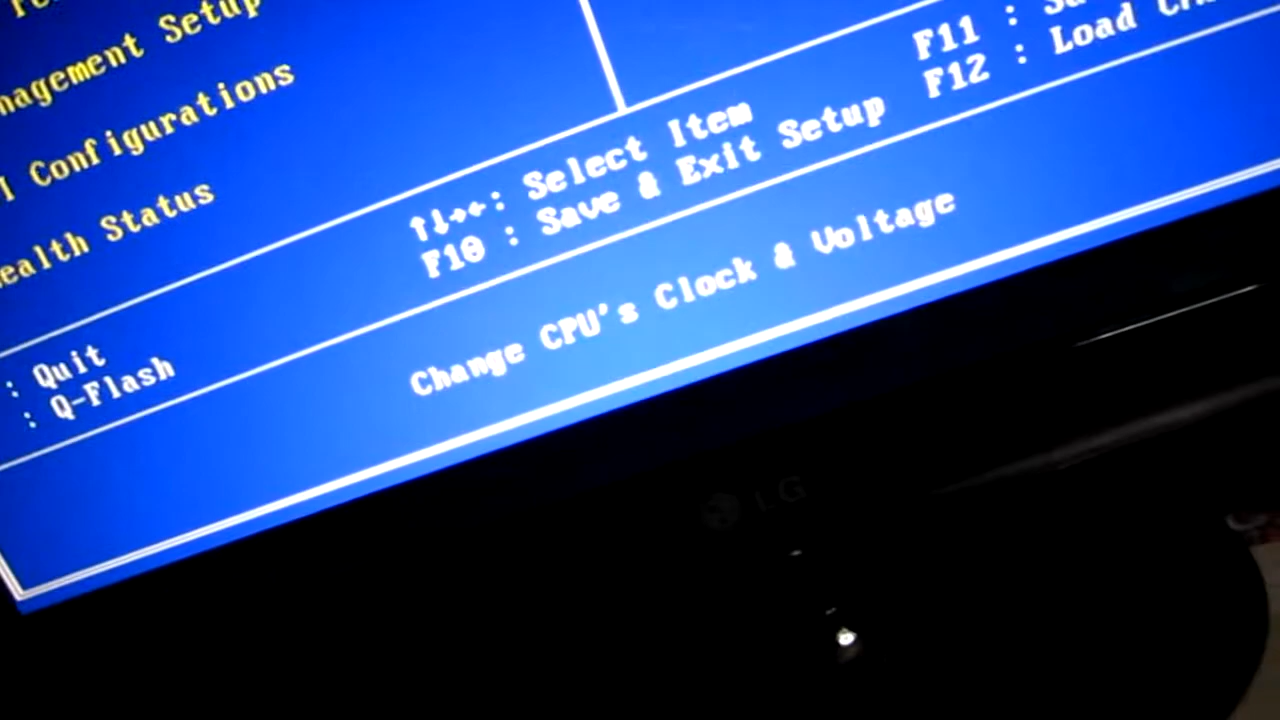 nagement Setup
Configurations
ealth Status
: Quit
: Q-Flash
↑↓→←: Select Item
F10 : Save & Exit Setup
F11 :
F12 : Load
Change CPU's Clock & Voltage
LG